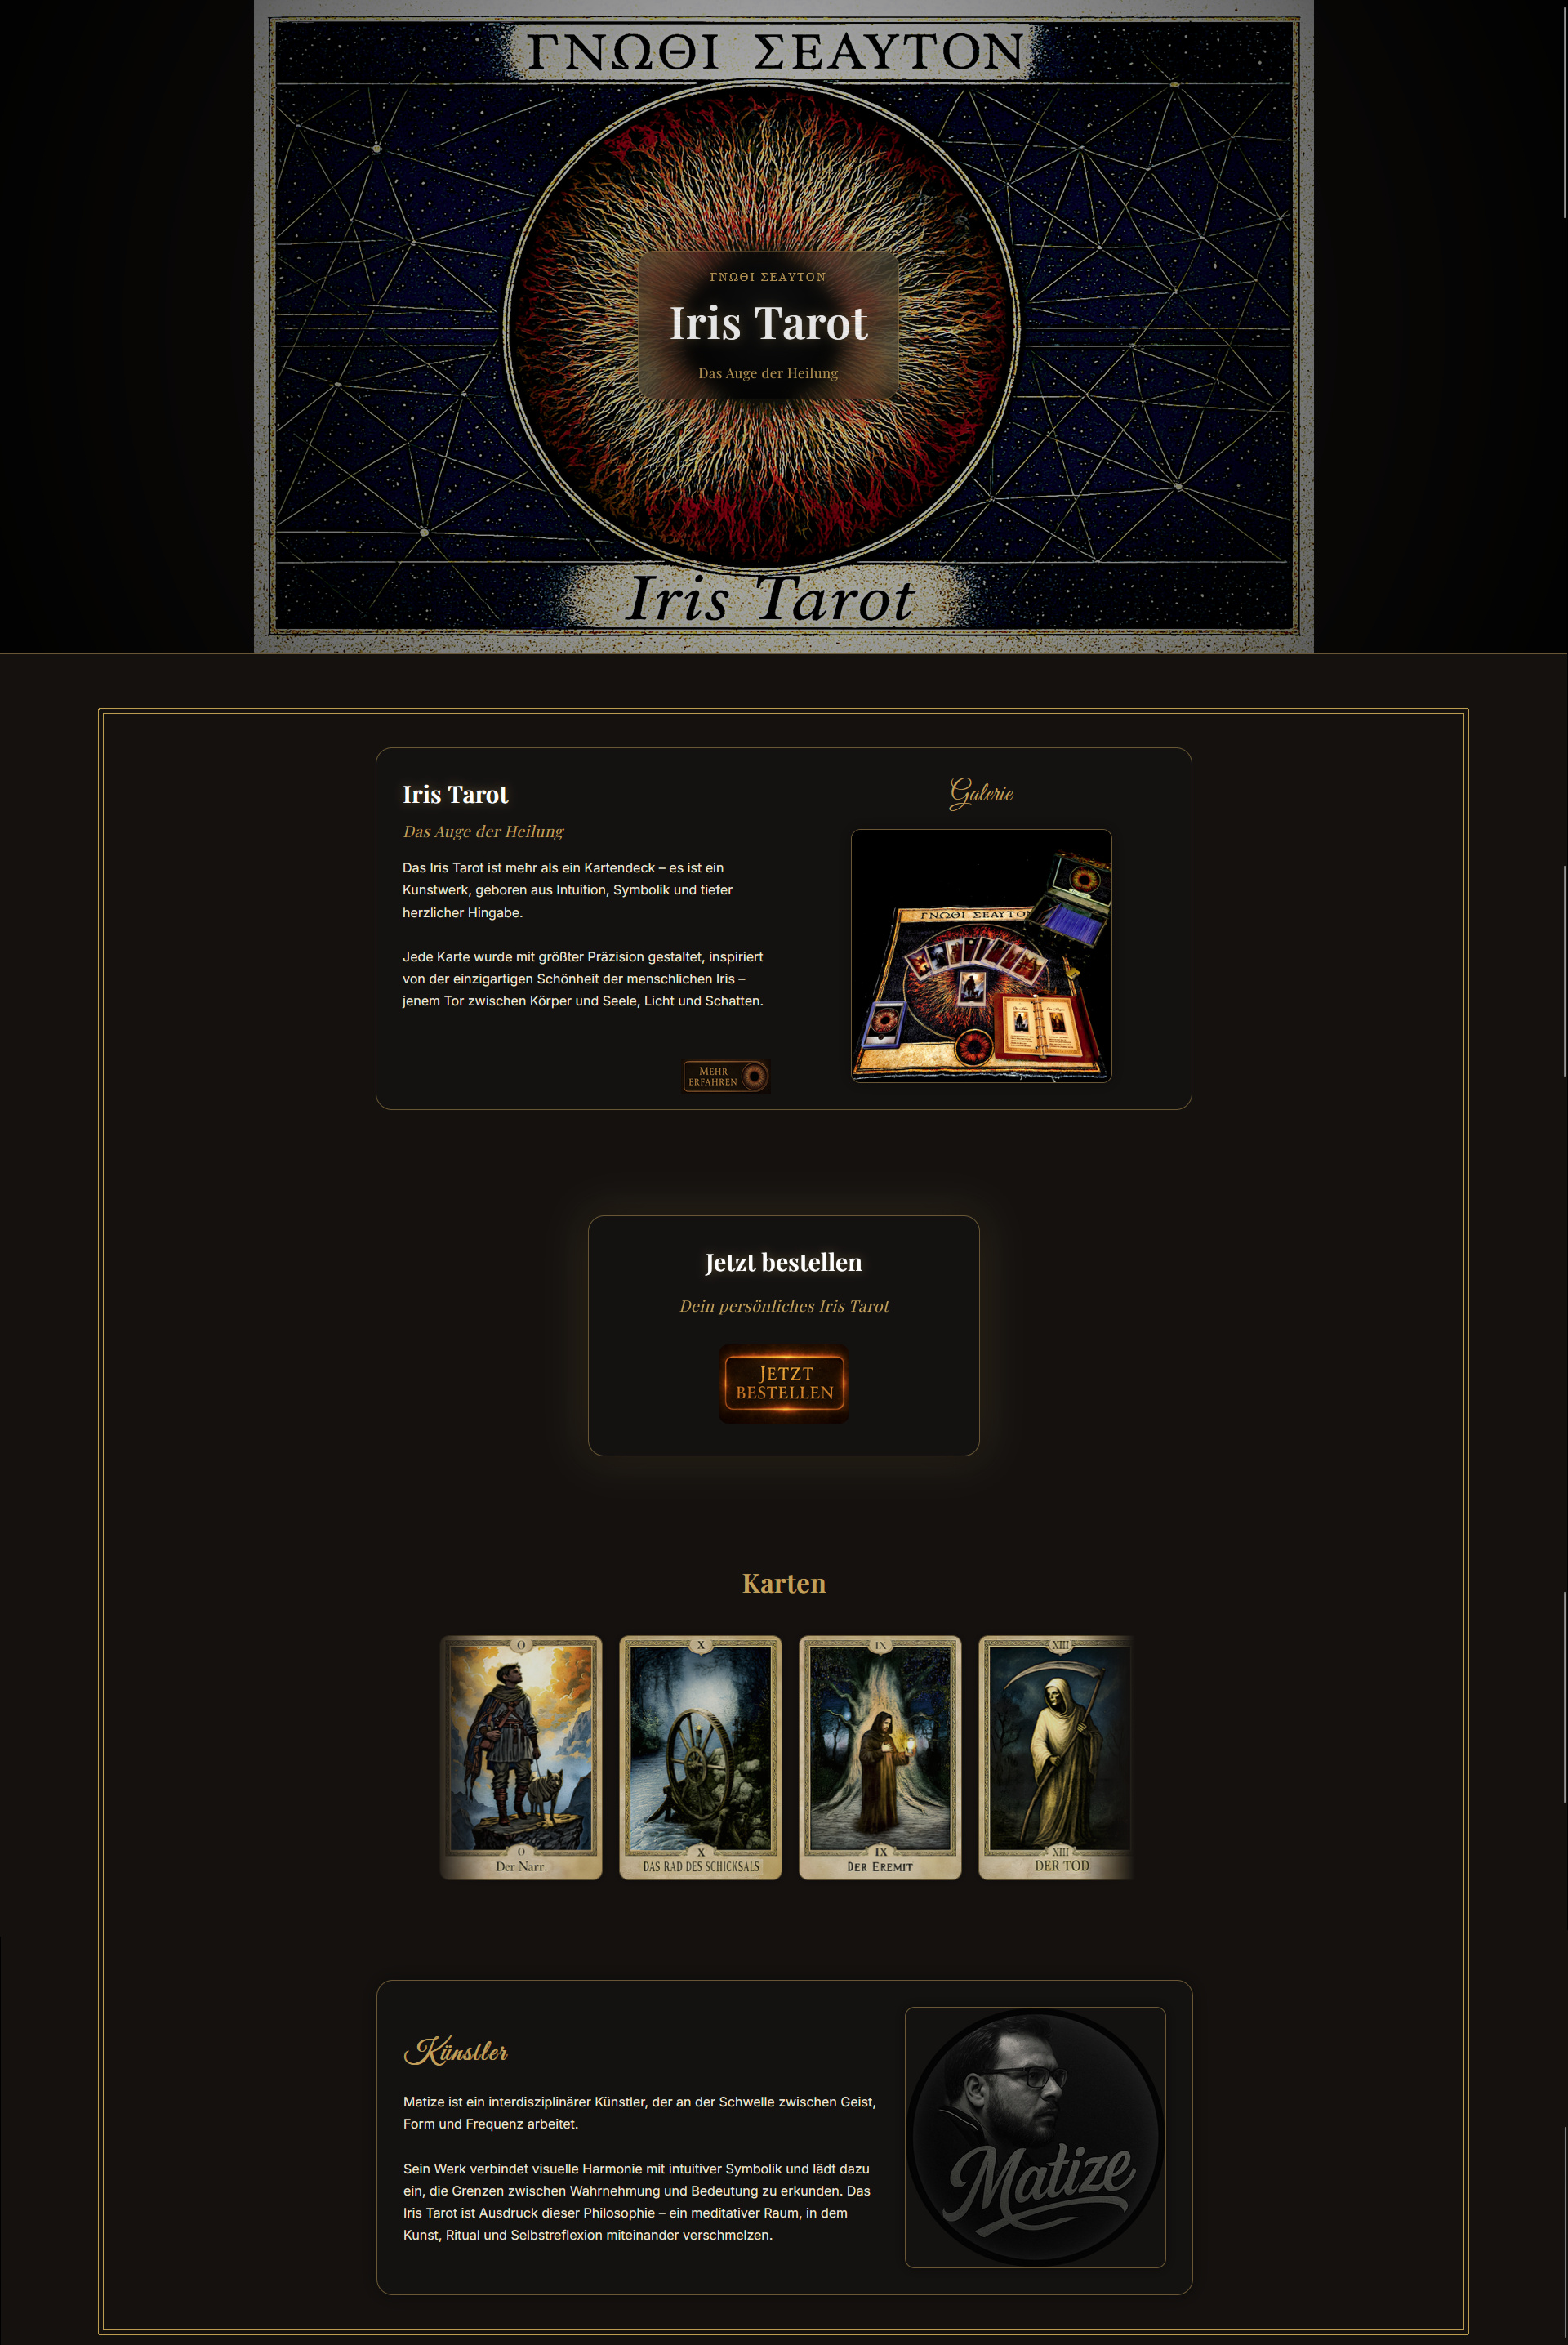 ΓΝΩΘΙ ΣΕΑΥΤΟΝ
ΓΝΩΘΙ ΣΕΑΥΤΟΝ
Iris Tarot
Das Auge der Heilung
Iris Tarot
Iris Tarot
Das Auge der Heilung
Das Iris Tarot ist mehr als ein Kartendeck – es ist ein
Kunstwerk, geboren aus Intuition, Symbolik und tiefer
herzlicher Hingabe.
Jede Karte wurde mit größter Präzision gestaltet, inspiriert
von der einzigartigen Schönheit der menschlichen Iris –
jenem Tor zwischen Körper und Seele, Licht und Schatten.
MEHR
ERFAHREN
Galerie
ΓΝΩΘΙ ΣΕΑΥΤΟΝ
Jetzt bestellen
Dein persönliches Iris Tarot
JETZT
BESTELLEN
Karten
0
0
Der Narr.
X
X
DAS RAD DES SCHICKSALS
IX
IX
DER EREMIT
XIII
XIII
DER TOD
Künstler
Matize ist ein interdisziplinärer Künstler, der an der Schwelle zwischen Geist,
Form und Frequenz arbeitet.
Sein Werk verbindet visuelle Harmonie mit intuitiver Symbolik und lädt dazu
ein, die Grenzen zwischen Wahrnehmung und Bedeutung zu erkunden. Das
Iris Tarot ist Ausdruck dieser Philosophie – ein meditativer Raum, in dem
Kunst, Ritual und Selbstreflexion miteinander verschmelzen.
Matize